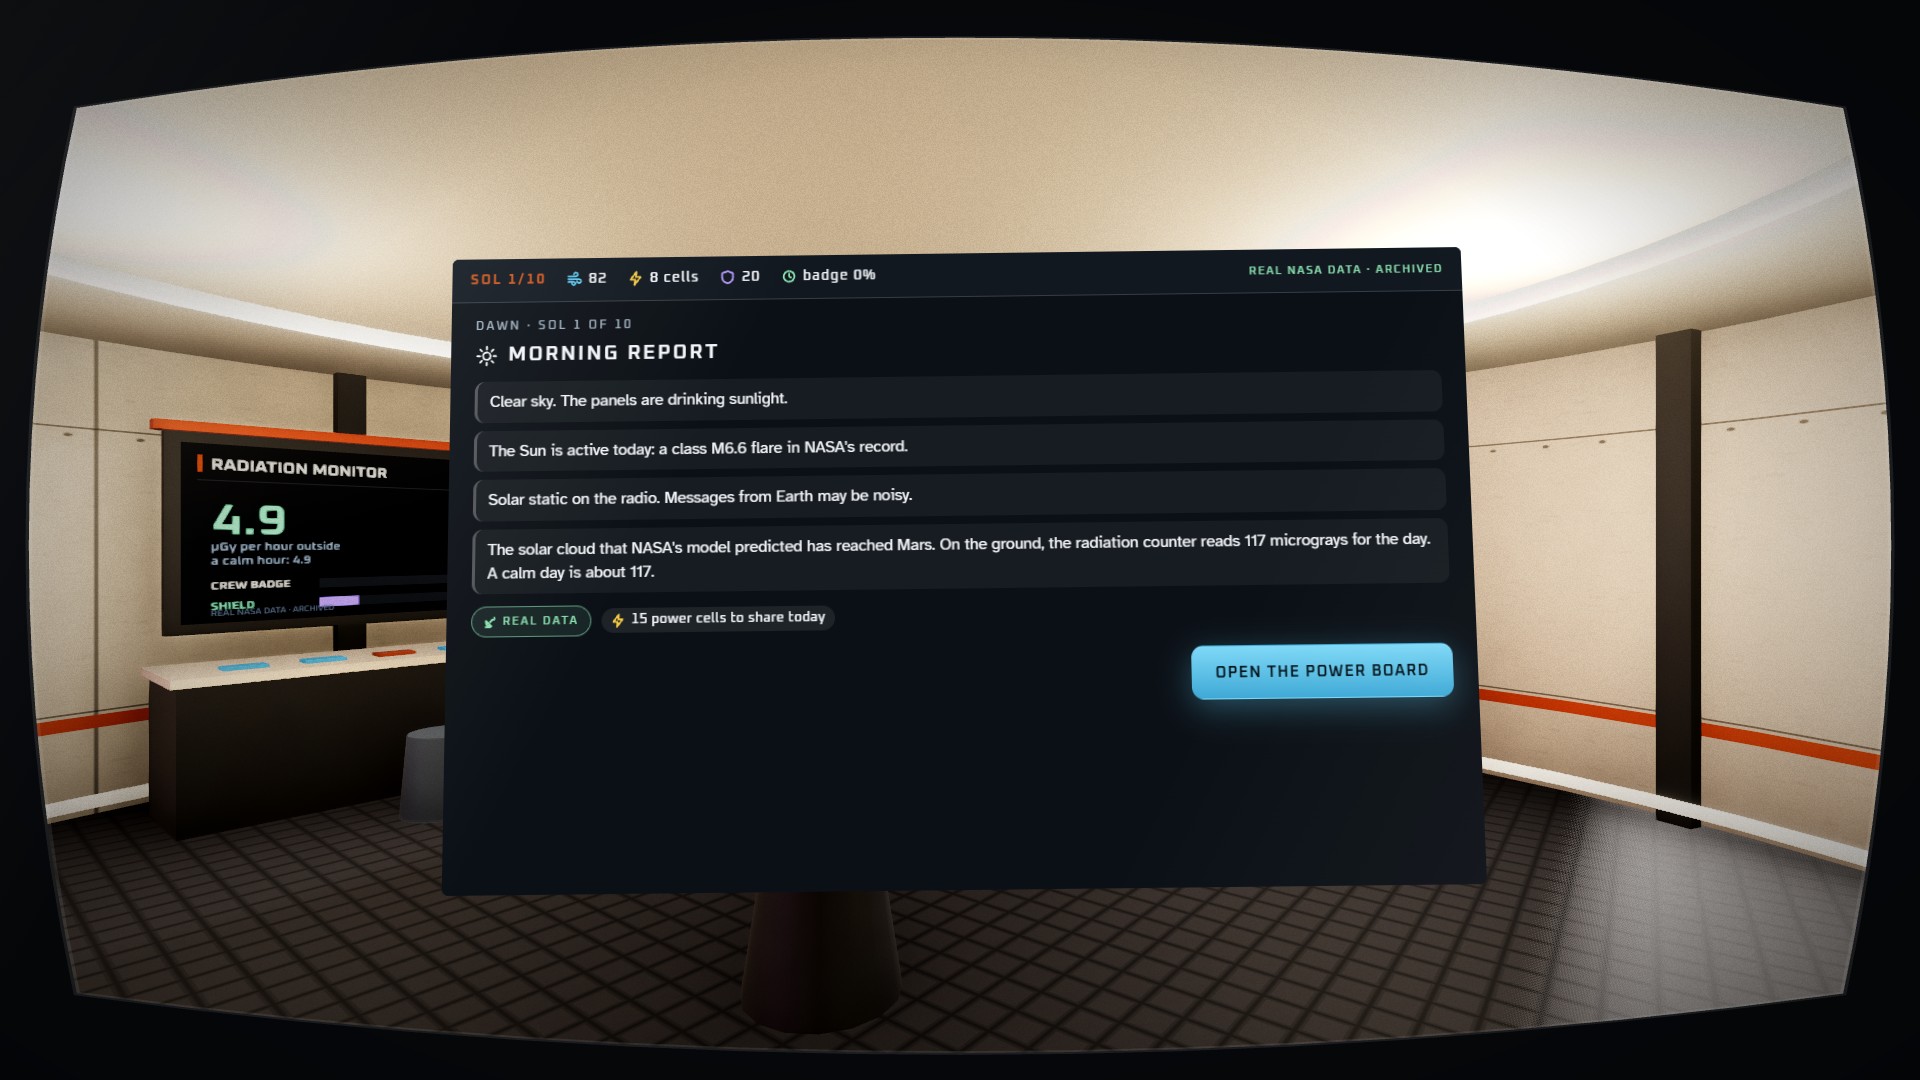 SOL 1/10 82 8 cells 20 badge 0% REAL NASA DATA · ARCHIVED
DAWN · SOL 1 OF 10
MORNING REPORT
Clear sky. The panels are drinking sunlight.
The Sun is active today: a class M6.6 flare in NASA's record.
Solar static on the radio. Messages from Earth may be noisy.
The solar cloud that NASA's model predicted has reached Mars. On the ground, the radiation counter reads 117 micrograys for the day.
A calm day is about 117.
REAL DATA 15 power cells to share today
OPEN THE POWER BOARD
RADIATION MONITOR
4.9
µGy per hour outside
a calm hour: 4.9
CREW BADGE
SHIELD
REAL NASA DATA · ARCHIVED